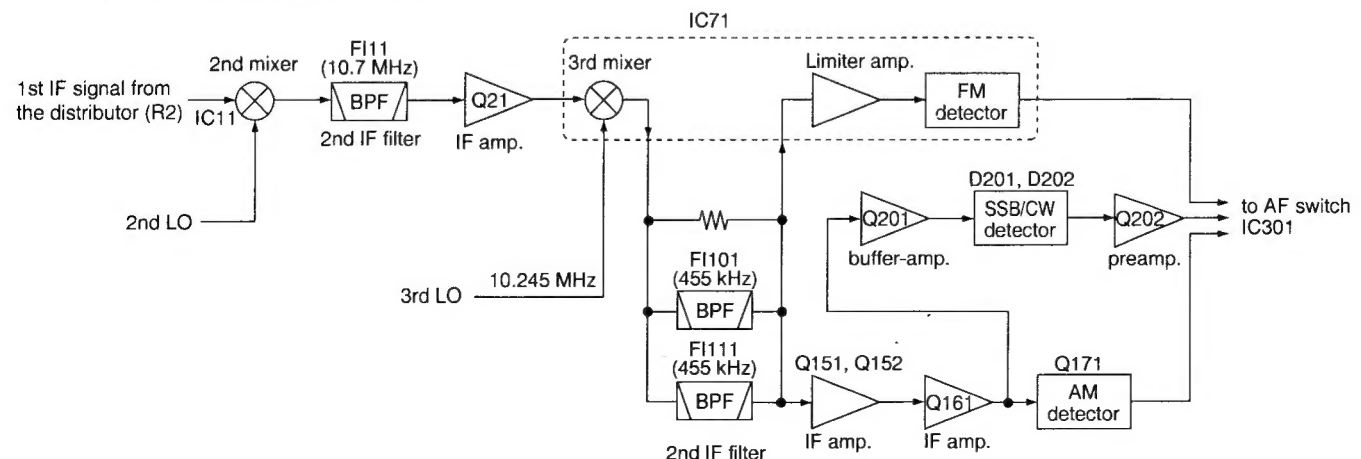 IC71
FI11
(10.7 MHz)
2nd mixer
3rd mixer
Limiter amp.
1st IF signal from
the distributor (R2)
IC11
BPF
Q21
FM
detector
2nd IF filter
IF amp.
D201, D202
2nd LO
Q201
SSB/CW
detector
Q202
to AF switch
IC301
buffer-amp.
preamp.
FI101
(455 kHz)
10.245 MHz
3rd LO
BPF
FI111
(455 kHz)
Q151, Q152
Q171
BPF
Q161
AM
detector
IF amp.
IF amp.
2nd IF filter